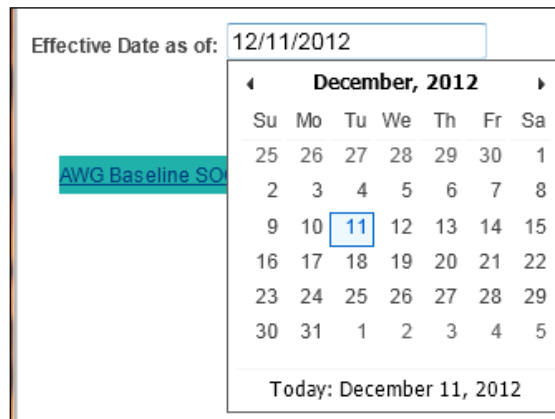 Effective Date as of: 12/11/2012
December, 2012
Su Mo Tu We Th Fr Sa
25 26 27 28 29 30 1
AWG Baseline SO
2 3 4 5 6 7 8
9 10 11 12 13 14 15
16 17 18 19 20 21 22
23 24 25 26 27 28 29
30 31 1 2 3 4 5
Today: December 11, 2012